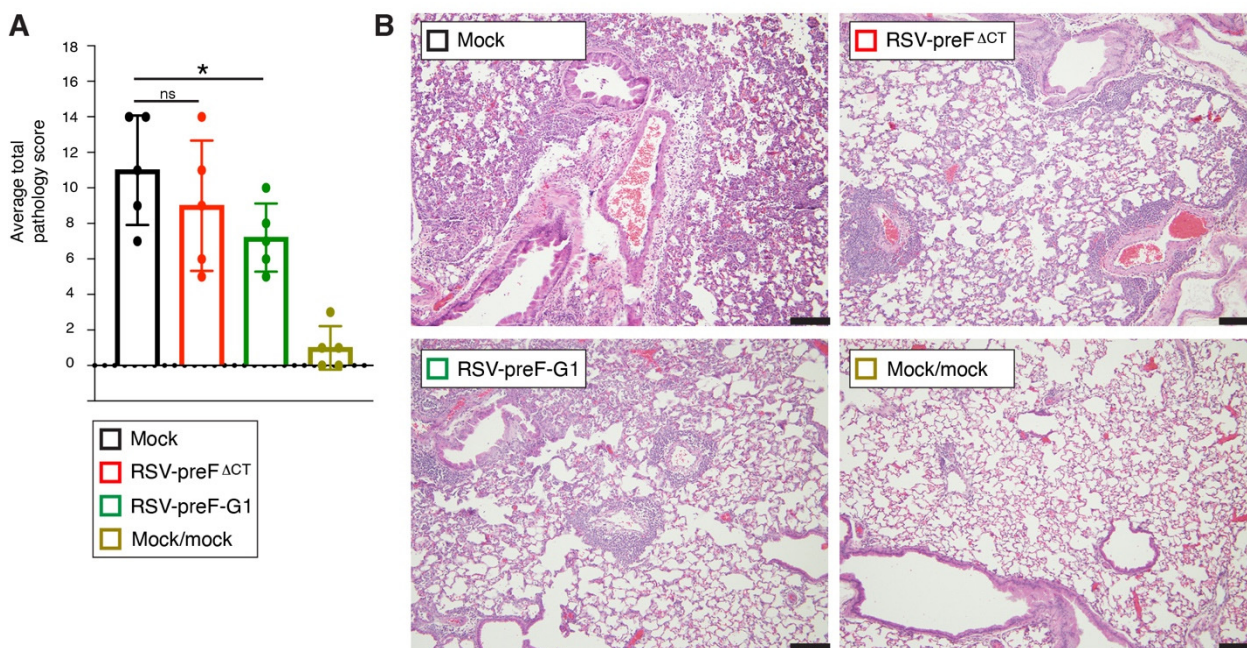 A
18
16
14
12
10
8
6
4
2
0
Average total
pathology score
*
ns
Mock
RSV-preF ΔCT
RSV-preF-G1
Mock/mock
B
Mock
RSV-preF ΔCT
RSV-preF-G1
Mock/mock